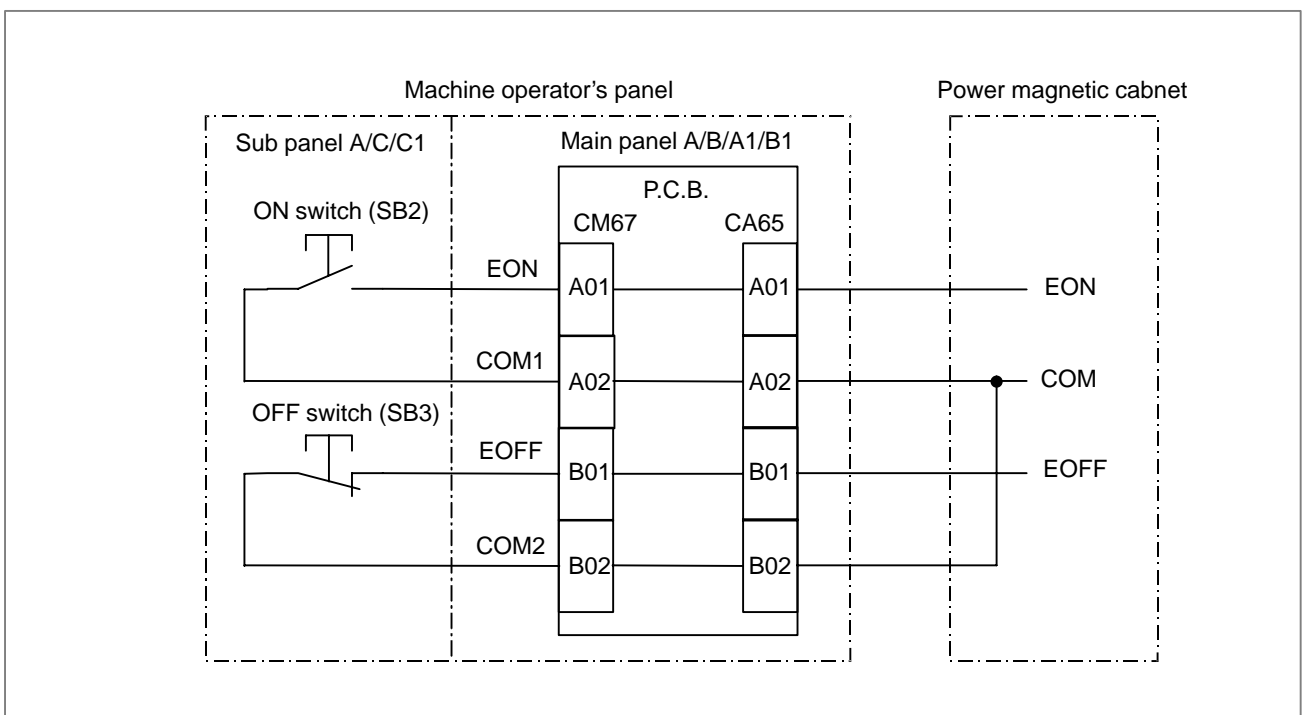 Machine operator’s panel
Power magnetic cabnet
Sub panel A/C/C1
Main panel A/B/A1/B1
P.C.B.
ON switch (SB2)
CM67
CA65
EON
A01
A01
EON
COM1
A02
A02
COM
OFF switch (SB3)
EOFF
B01
B01
EOFF
COM2
B02
B02